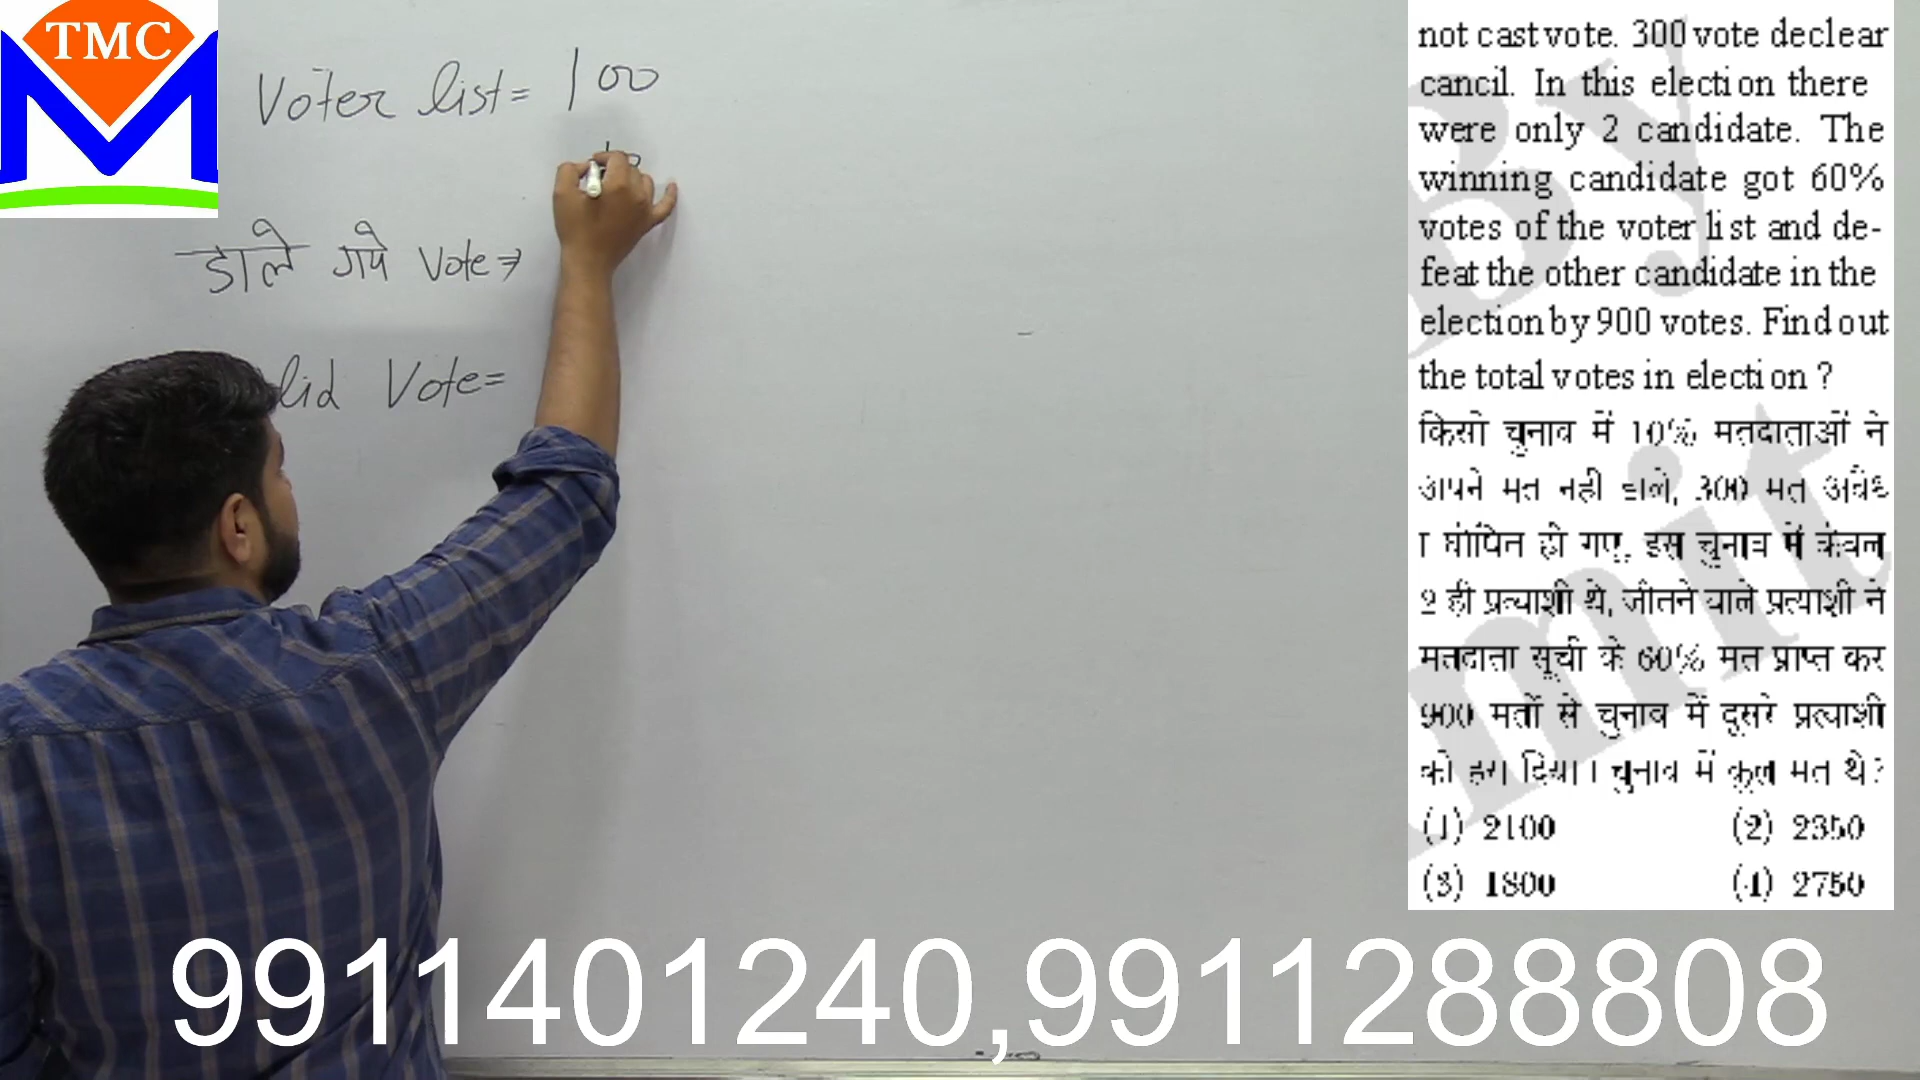 TMC
Voter list = 100
डाले गये Vote ⇒
lid Vote =
not cast vote. 300 vote declear
cancil. In this election there
were only 2 candidate. The
winning candidate got 60%
votes of the voter list and de-
feat the other candidate in the
election by 900 votes. Find out
the total votes in election ?
किसी चुनाव में 10% मतदाताओं ने
अपने मत नहीं डाले, 300 मत अवैध
ा घोषित हो गए, इस चुनाव में केवल
2 ही प्रत्याशी थे, जीतने वाले प्रत्याशी ने
मतदाता सूची के 60% मत प्राप्त कर
900 मतों से चुनाव में दूसरे प्रत्याशी
को हरा दिया। चुनाव में कुल मत थे?
(1) 2100 (2) 2350
(3) 1800 (4) 2750
9911401240,9911288808